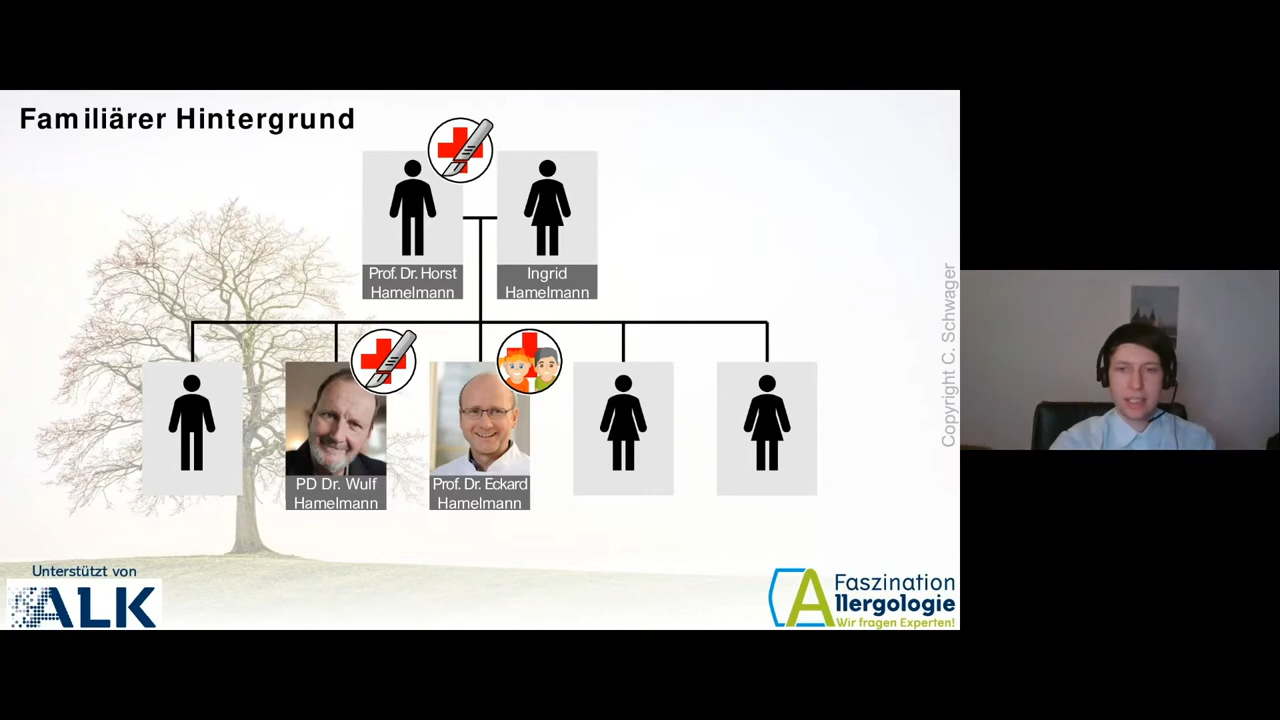 Familiärer Hintergrund
Prof. Dr. Horst
Hamelmann
Ingrid
Hamelmann
PD Dr. Wulf
Hamelmann
Prof. Dr. Eckard
Hamelmann
Copyright C. Schwager
Unterstützt von
ALK
Faszination
Allergologie
Wir fragen Experten!